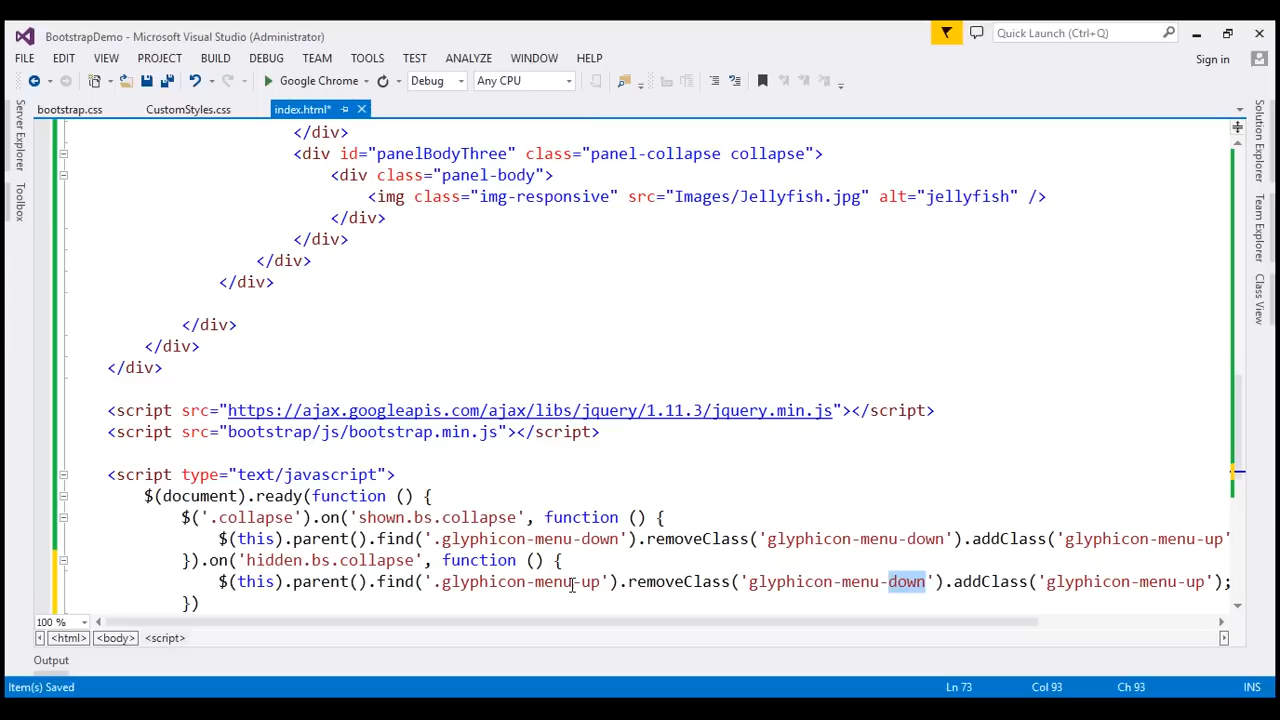 BootstrapDemo - Microsoft Visual Studio (Administrator)
Quick Launch (Ctrl+Q)
FILE EDIT VIEW PROJECT BUILD DEBUG TEAM TOOLS TEST ANALYZE WINDOW HELP
Sign in
Google Chrome Debug Any CPU
bootstrap.css CustomStyles.css index.html*
Server Explorer
Toolbox
Solution Explorer
Team Explorer
Class View
</div>
<div id="panelBodyThree" class="panel-collapse collapse">
<div class="panel-body">
<img class="img-responsive" src="Images/Jellyfish.jpg" alt="jellyfish" />
</div>
</div>
</div>
</div>
</div>
</div>
</div>
<script src="https://ajax.googleapis.com/ajax/libs/jquery/1.11.3/jquery.min.js"></script>
<script src="bootstrap/js/bootstrap.min.js"></script>
<script type="text/javascript">
$(document).ready(function () {
$('.collapse').on('shown.bs.collapse', function () {
$(this).parent().find('.glyphicon-menu-down').removeClass('glyphicon-menu-down').addClass('glyphicon-menu-up'
}).on('hidden.bs.collapse', function () {
$(this).parent().find('.glyphicon-menu-up').removeClass('glyphicon-menu-down').addClass('glyphicon-menu-up');
})
100 %
<html> <body> <script>
Output
Item(s) Saved Ln 73 Col 93 Ch 93 INS